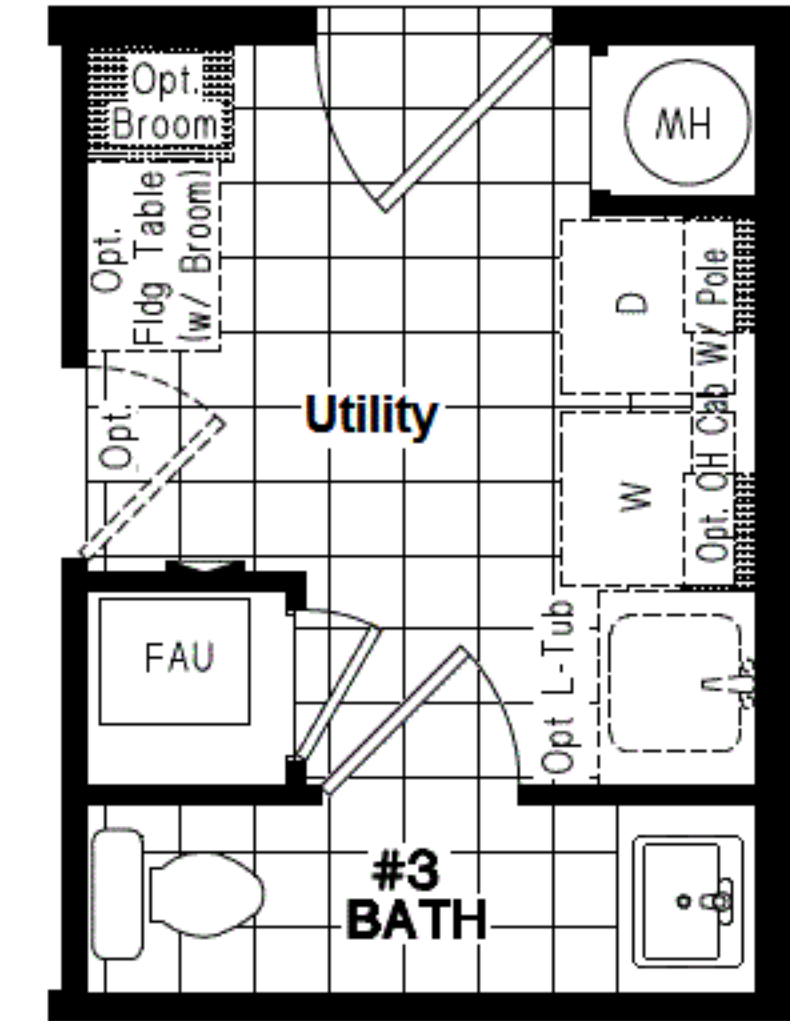 Opt.
Broom
MH
Opt.
Fldg Table
(w/ Broom)
D
Opt. OH Cab W/ Pole
Utility
Opt.
W
Opt L-Tub
FAU
#3
BATH